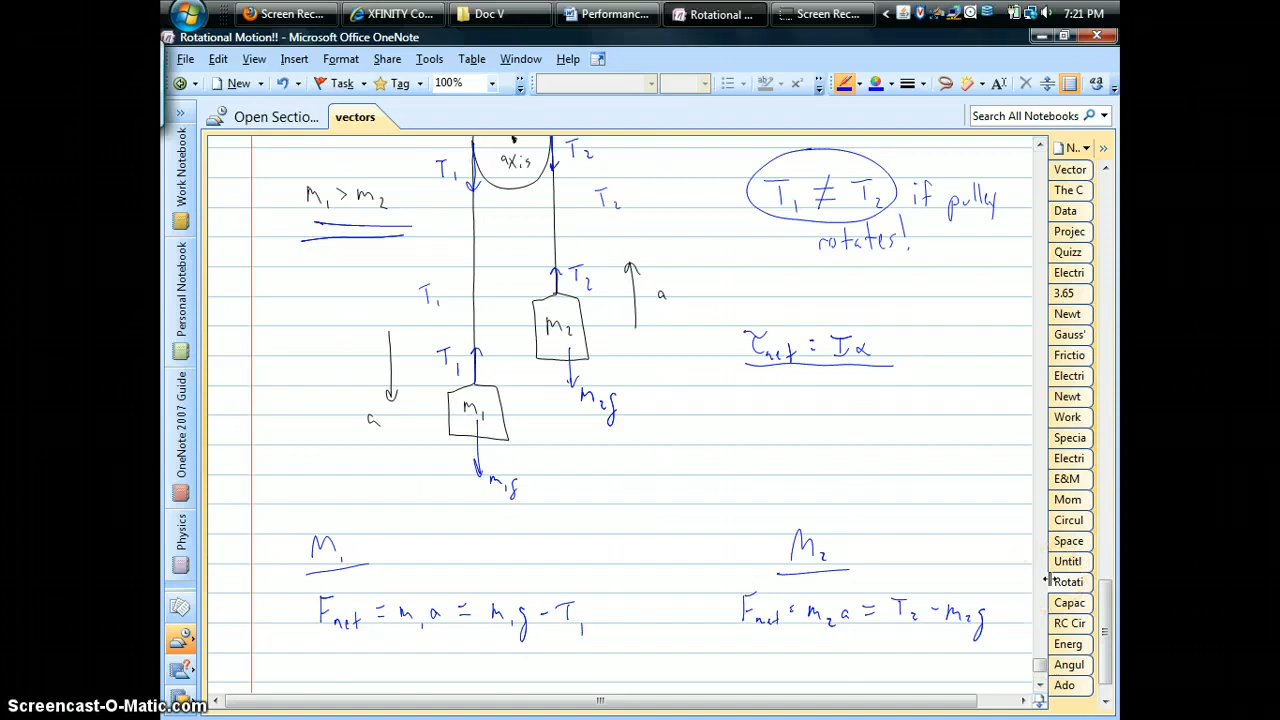 Screen Rec...
XFINITY Co...
Doc V
Performance...
Rotational ...
Screen Rec...
7:21 PM
Rotational Motion!! - Microsoft Office OneNote
File Edit View Insert Format Share Tools Table Window Help
New Task Tag 100%
Open Sectio... vectors
Search All Notebooks
Work Notebook
Personal Notebook
OneNote 2007 Guide
Physics
N..
Vector
The C
Data
Projec
Quizz
Electri
3.65
Newt
Gauss'
Frictio
Electri
Newt
Work
Specia
Electri
E&M
Mom
Circul
Space
Untitl
Rotati
Capac
RC Cir
Energ
Angul
Ado
T₁ axis T₂
m₁ > m₂
T₂
T₁ ≠ T₂ if pulley
rotates!
T₂
a
T₁
m₂
τnet = Iα
T₁
m₂g
a
m₁
m₁g
M₁
M₂
Fnet = m₁a = m₁g - T₁
Fnet = m₂a = T₂ - m₂g
Screencast-O-Matic.com